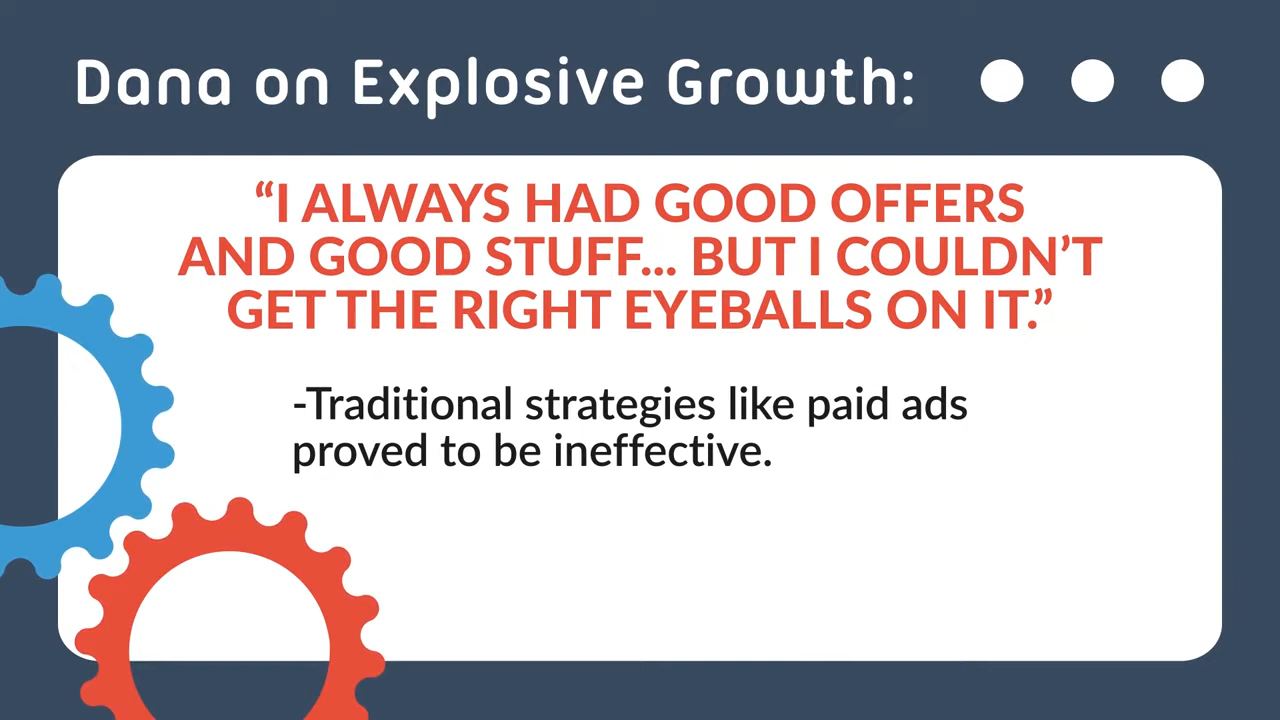 Dana on Explosive Growth:
“I ALWAYS HAD GOOD OFFERS
AND GOOD STUFF... BUT I COULDN’T
GET THE RIGHT EYEBALLS ON IT.”
-Traditional strategies like paid ads
proved to be ineffective.